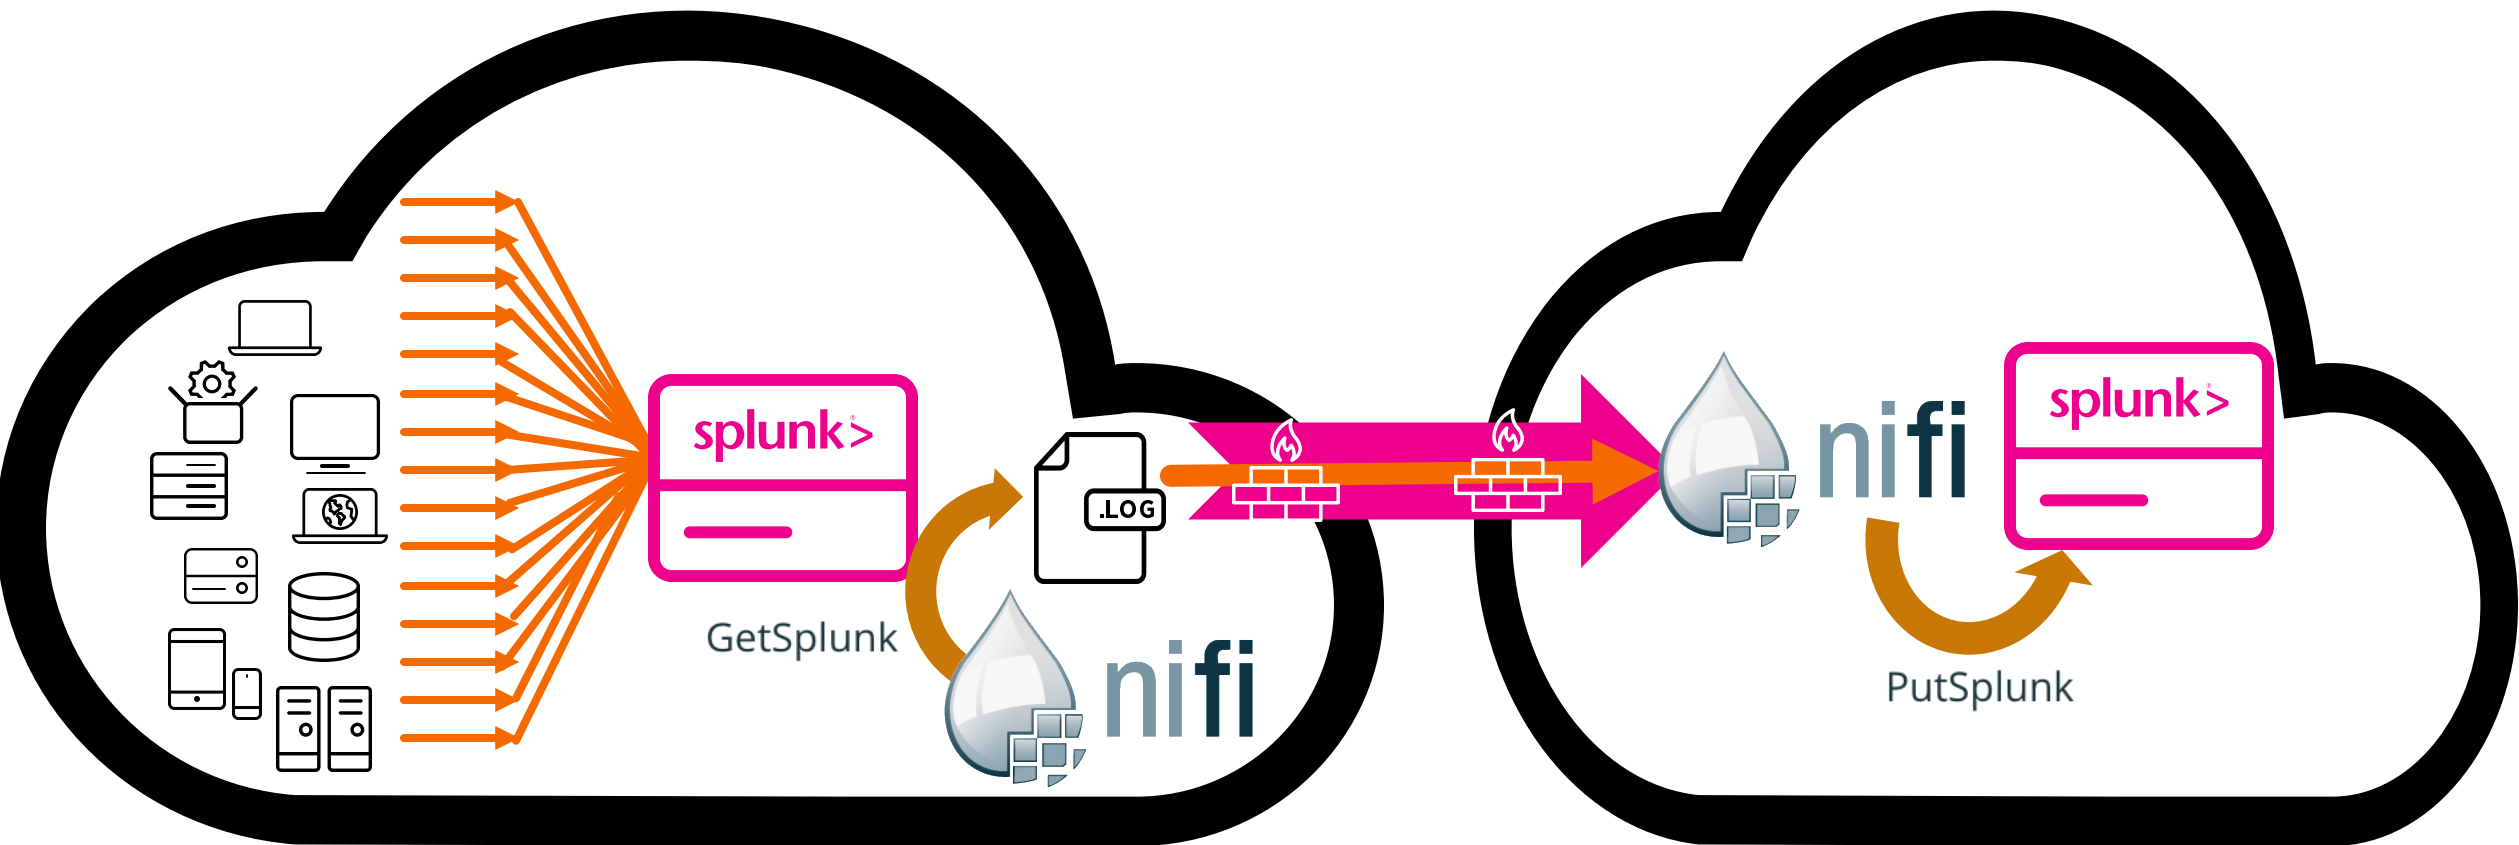 splunk>
.LOG
GetSplunk
nifi
nifi
splunk>
PutSplunk